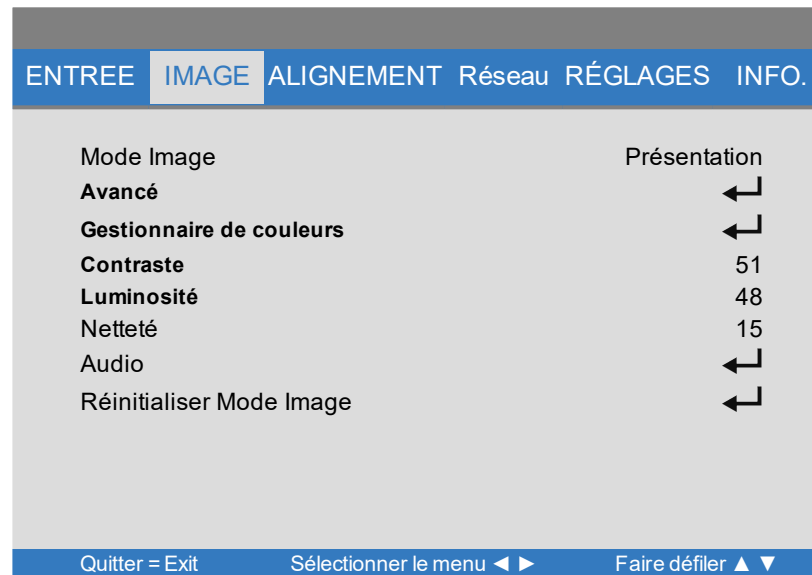 ENTREE IMAGE ALIGNEMENT Réseau RÉGLAGES INFO.
Mode Image Présentation
Avancé
Gestionnaire de couleurs
Contraste 51
Luminosité 48
Netteté 15
Audio
Réinitialiser Mode Image
Quitter = Exit Sélectionner le menu ◄ ► Faire défiler ▲ ▼